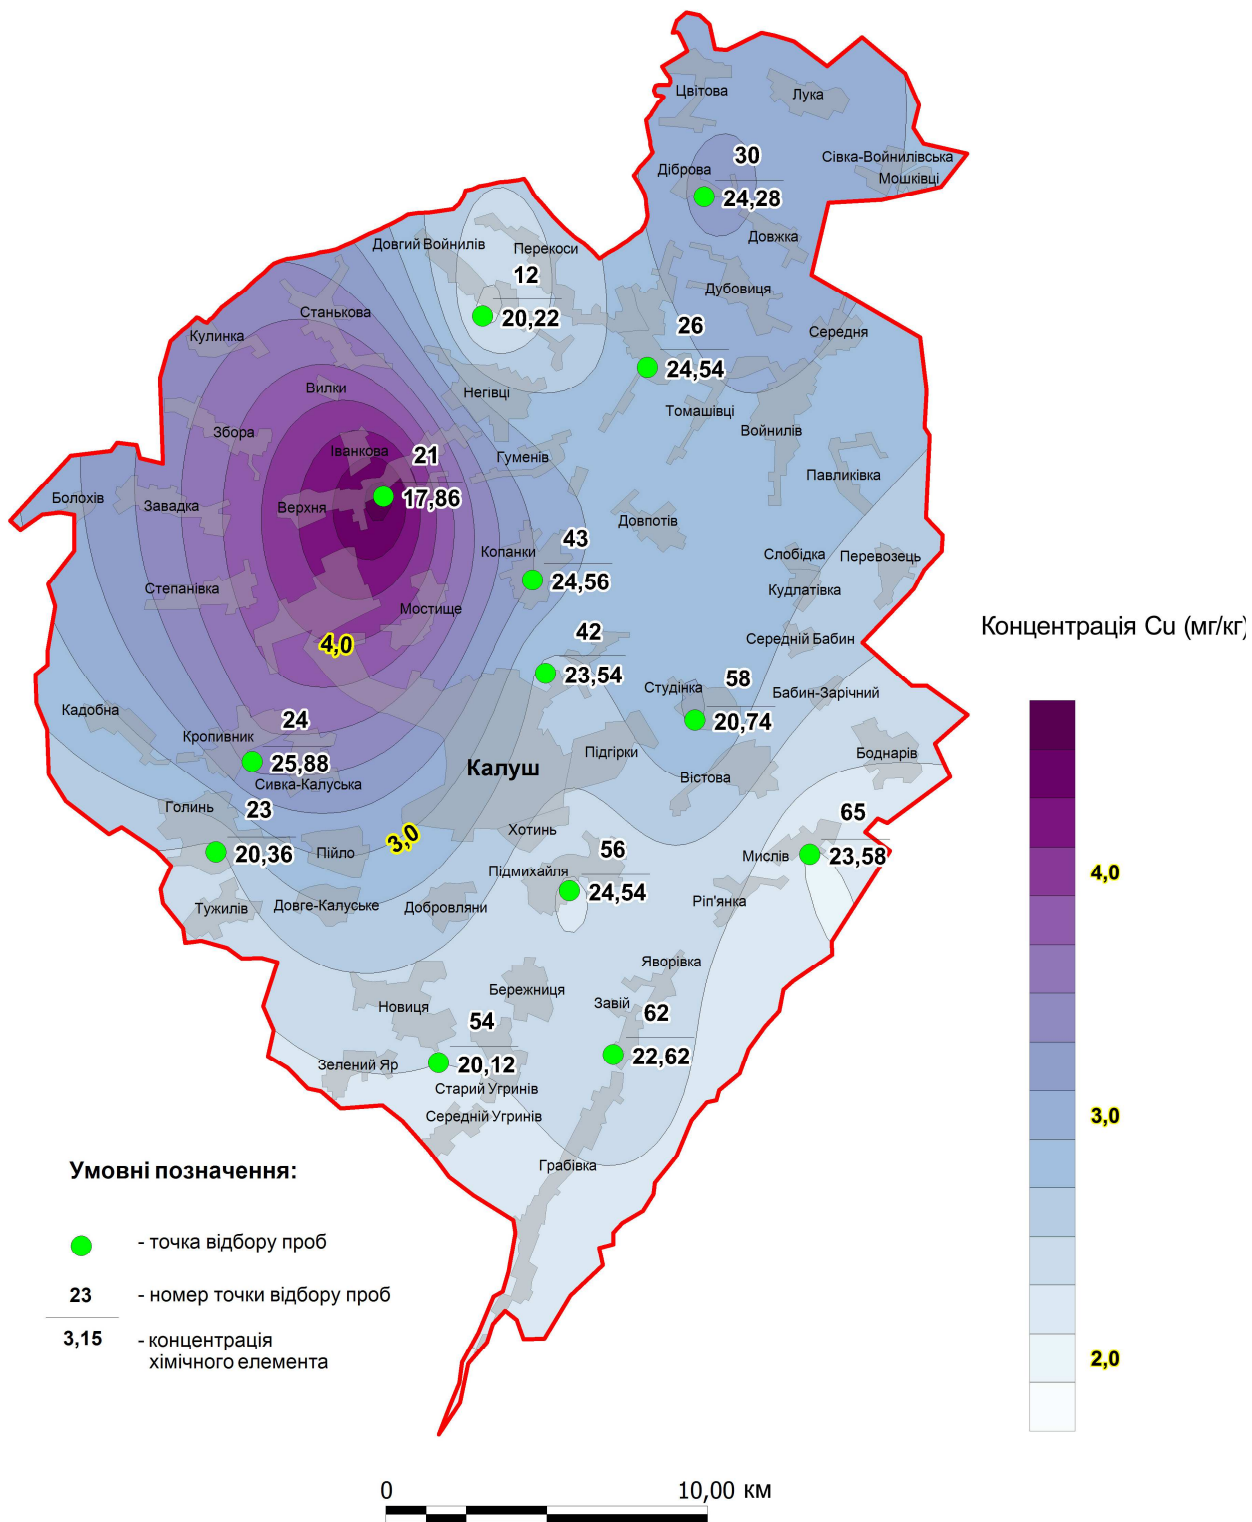 Цвітова
Лука
30
Діброва
Сівка-Войнилівська
Мошківці
24,28
Довжка
Довгий Войнилів
Перекоси
12
Дубовиця
Станькова
20,22
26
Середня
Кулинка
24,54
Вилки
Негівці
Томашівці
Войнилів
Збора
Іванкова
21
Гуменів
Павликівка
Болохів
Завадка
Верхня
17,86
Довпотів
43
Копанки
Слобідка
Перевозець
24,56
Степанівка
Кудлатівка
Мостище
4,0
42
Середній Бабин
Концентрація Cu (мг/кг)
23,54
Студінка
58
Бабин-Зарічний
Кадобна
24
20,74
Кропивник
Підгірки
Боднарів
25,88
Калуш
Сивка-Калуська
Вістова
Голинь
23
65
3,0
Хотинь
20,36
Пійло
56
Мислів
23,58
Підмихайля
24,54
4,0
Тужилів
Довге-Калуське
Добровляни
Ріп'янка
Яворівка
Бережниця
Новиця
Завій
54
62
Зелений Яр
20,12
22,62
Старий Угринів
Середній Угринів
3,0
Грабівка
Умовні позначення:
- точка відбору проб
23
- номер точки відбору проб
3,15
- концентрація
хімічного елемента
2,0
0
10,00 км